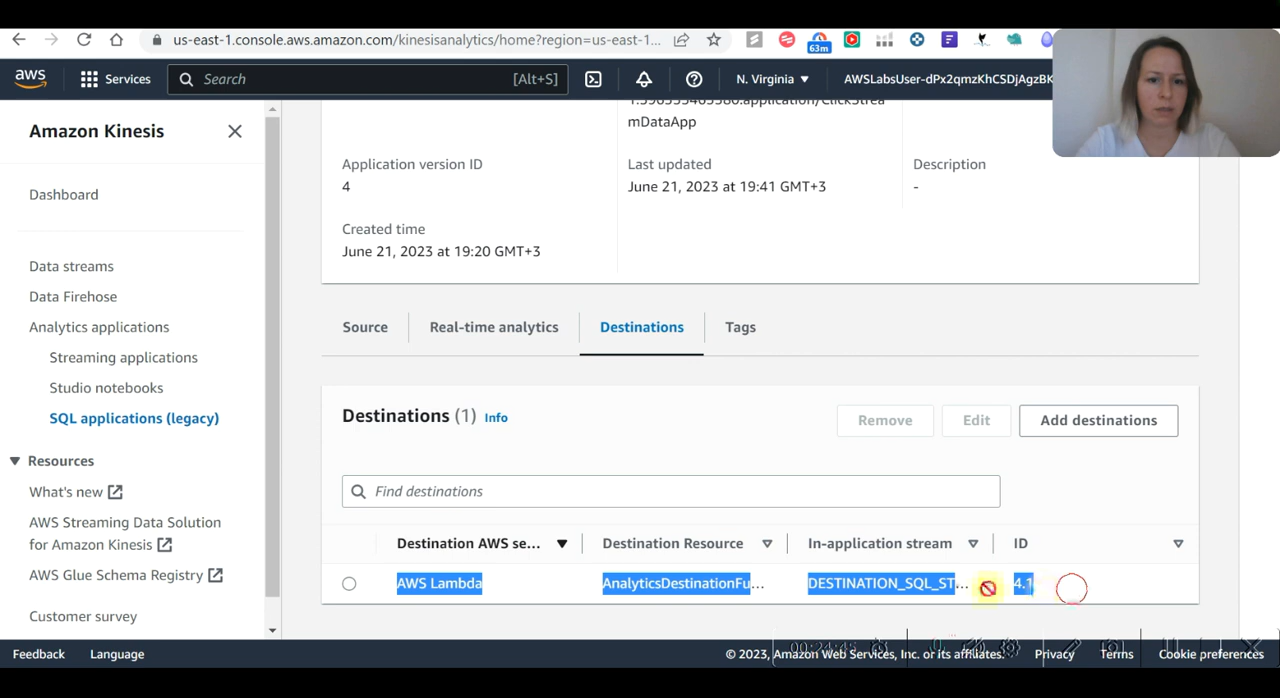 us-east-1.console.aws.amazon.com/kinesisanalytics/home?region=us-east-1...
63m
aws
Services
Search
[Alt+S]
N. Virginia
AWSLabsUser-dPx2qmzKhCSDjAgzBK
Amazon Kinesis
Dashboard
Data streams
Data Firehose
Analytics applications
Streaming applications
Studio notebooks
SQL applications (legacy)
Resources
What's new
AWS Streaming Data Solution
for Amazon Kinesis
AWS Glue Schema Registry
Customer survey
mDataApp
Application version ID
4
Last updated
June 21, 2023 at 19:41 GMT+3
Description
-
Created time
June 21, 2023 at 19:20 GMT+3
Source
Real-time analytics
Destinations
Tags
Destinations (1) Info
Remove
Edit
Add destinations
Find destinations
Destination AWS se...
Destination Resource
In-application stream
ID
AWS Lambda
AnalyticsDestinationFu...
DESTINATION_SQL_ST...
4.1
Feedback
Language
© 2023, Amazon Web Services, Inc. or its affiliates.
Privacy
Terms
Cookie preferences